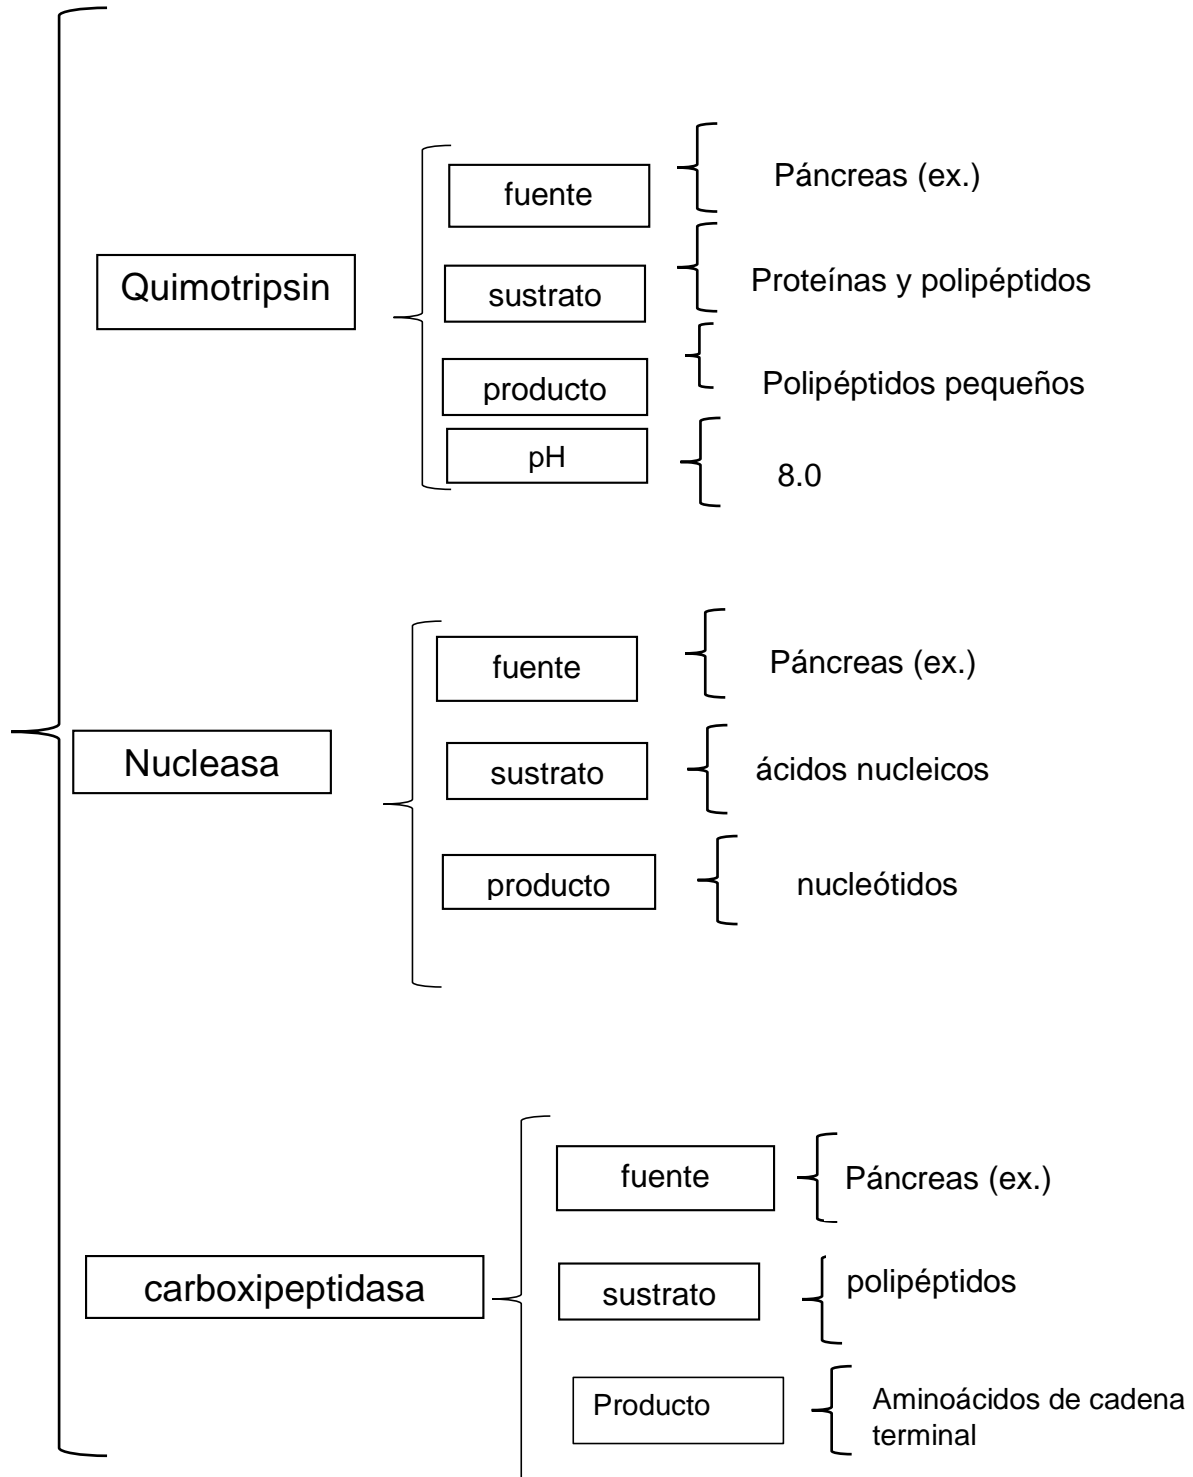 Quimotripsin
fuente
Páncreas (ex.)
sustrato
Proteínas y polipéptidos
producto
Polipéptidos pequeños
pH
8.0
Nucleasa
fuente
Páncreas (ex.)
sustrato
ácidos nucleicos
producto
nucleótidos
carboxipeptidasa
fuente
Páncreas (ex.)
sustrato
polipéptidos
Producto
Aminoácidos de cadena
terminal